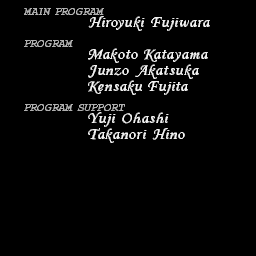 MAIN PROGRAM
Hiroyuki Fujiwara
PROGRAM
Makoto Katayama
Junzo Akatsuka
Kensaku Fujita
PROGRAM SUPPORT
Yuji Ohashi
Takanori Hino